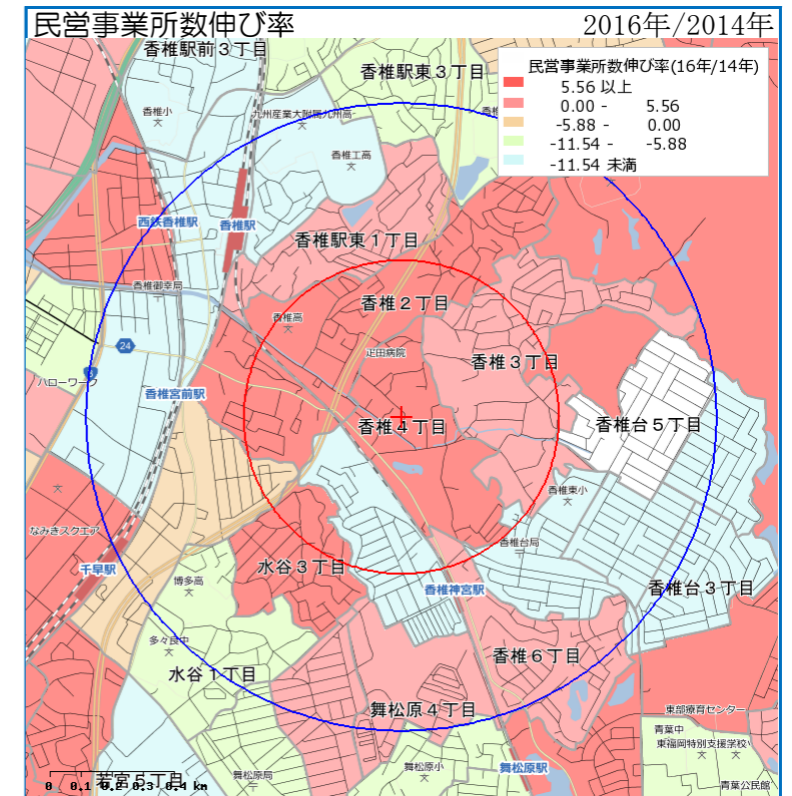 民営事業所数伸び率 2016年/2014年
民営事業所数伸び率(16年/14年)
5.56 以上
0.00 - 5.56
-5.88 - 0.00
-11.54 - -5.88
-11.54 未満
香椎駅前3丁目
香椎駅東3丁目
香椎小
九州産業大附属九州高
香椎工高
西鉄香椎駅
香椎駅
香椎駅東1丁目
香椎御幸局
香椎2丁目
香椎高
疋田病院
24
香椎3丁目
ハローワーク
香椎宮前駅
香椎4丁目
香椎台5丁目
香椎東小
なみきスクエア
香椎台局
千早駅
水谷3丁目
博多高
香椎神宮駅
香椎台3丁目
多々良中
水谷1丁目
香椎6丁目
舞松原4丁目
東部療育センター
青葉中
東福岡特別支援学校
舞松原局
舞松原小
舞松原駅
若宮5丁目
青葉公民館
0 0.1 0.2 0.3 0.4 km